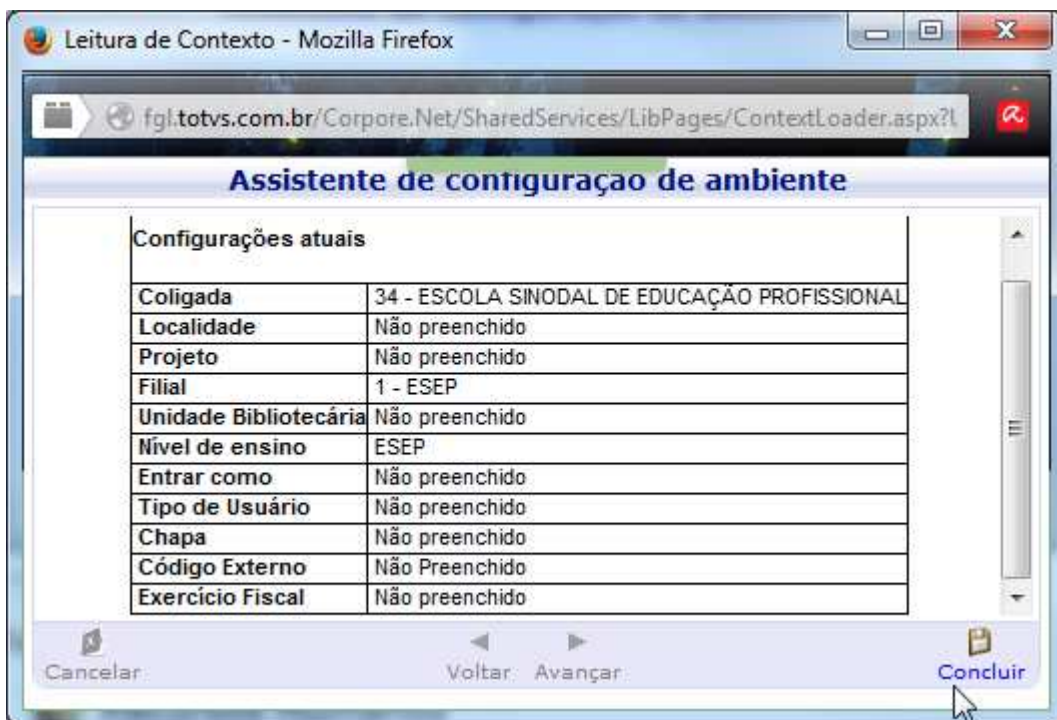 Leitura de Contexto - Mozilla Firefox
fgl.totvs.com.br/Corpore.Net/SharedServices/LibPages/ContextLoader.aspx?l
Assistente de configuração de ambiente
Configurações atuais
Coligada 34 - ESCOLA SINODAL DE EDUCAÇÃO PROFISSIONAL
Localidade Não preenchido
Projeto Não preenchido
Filial 1 - ESEP
Unidade Bibliotecária Não preenchido
Nível de ensino ESEP
Entrar como Não preenchido
Tipo de Usuário Não preenchido
Chapa Não preenchido
Código Externo Não Preenchido
Exercício Fiscal Não preenchido
Cancelar Voltar Avançar Concluir